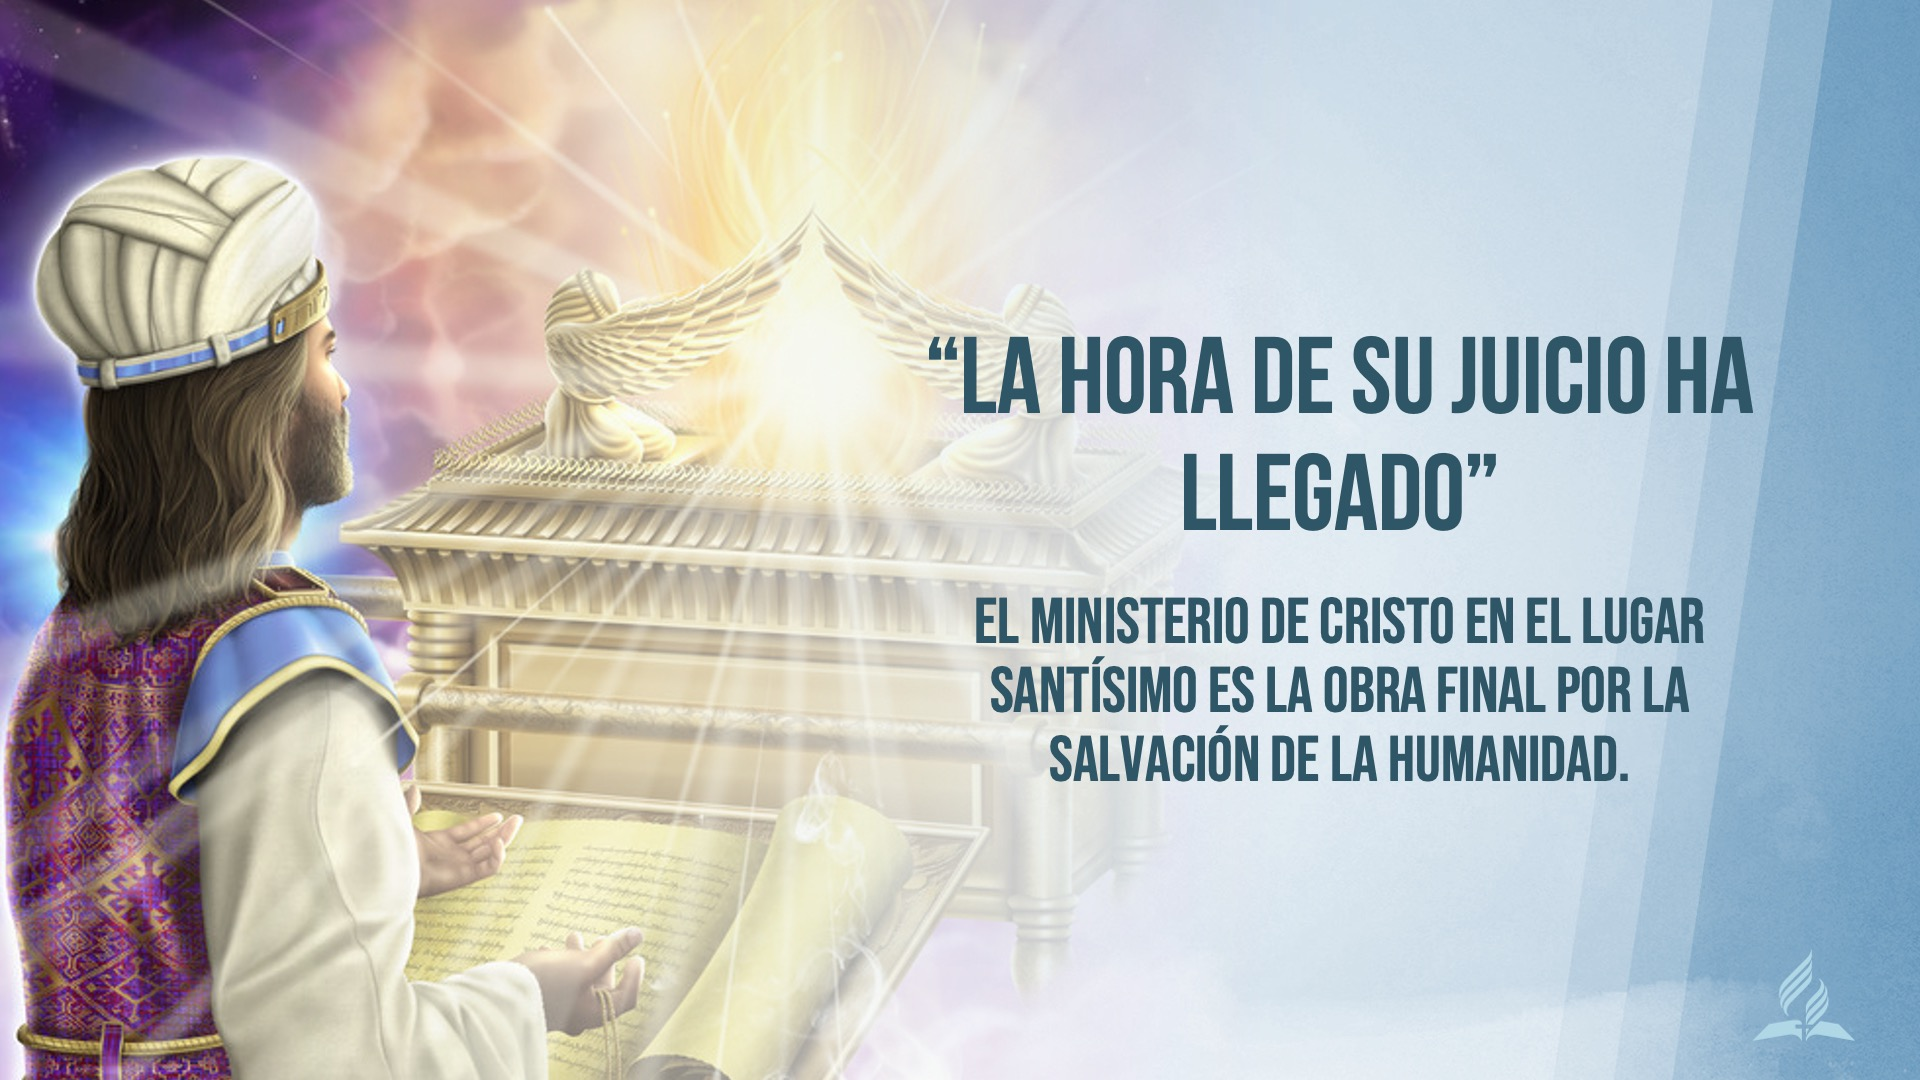 “LA HORA DE SU JUICIO HA
LLEGADO”
EL MINISTERIO DE CRISTO EN EL LUGAR
SANTÍSIMO ES LA OBRA FINAL POR LA
SALVACIÓN DE LA HUMANIDAD.